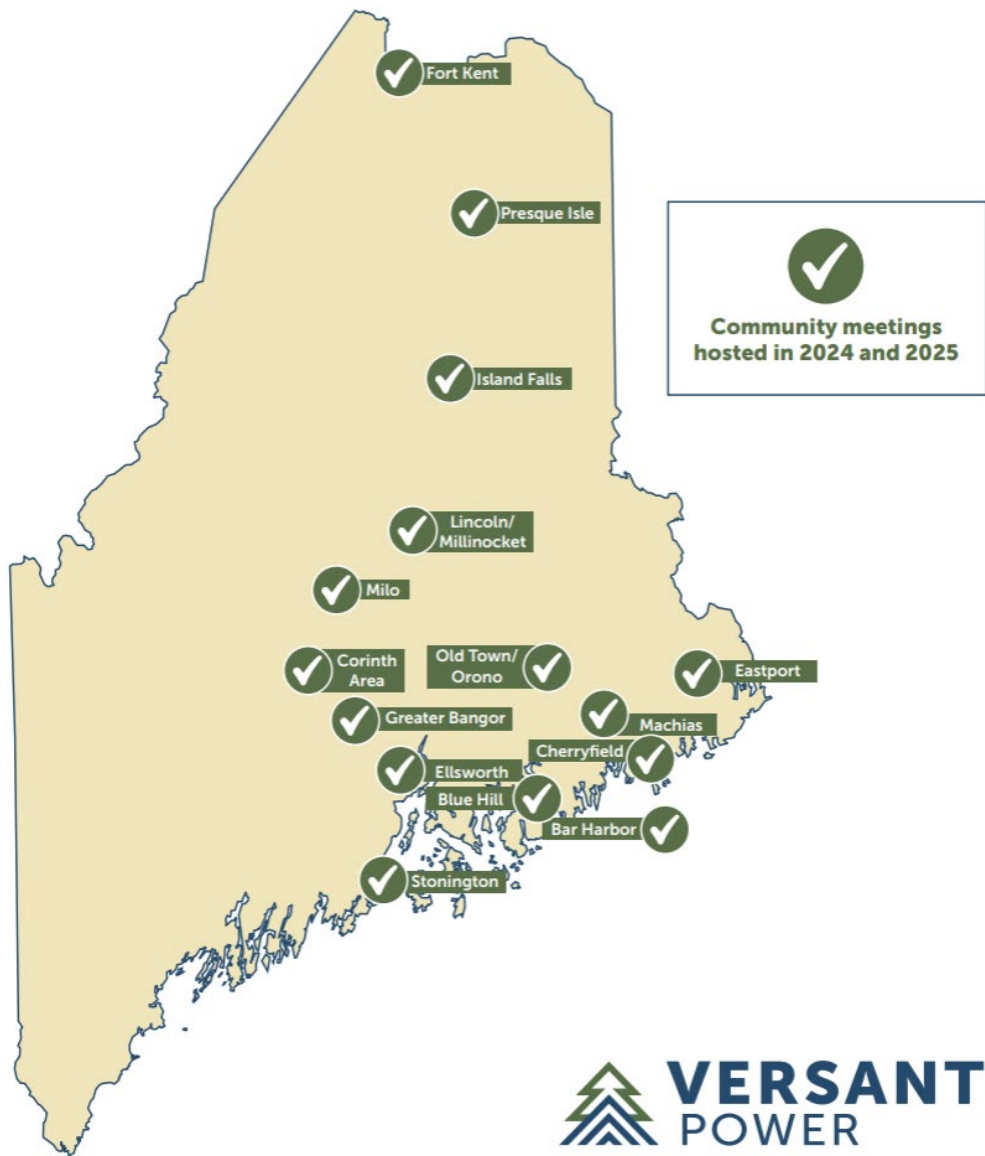 Fort Kent
Presque Isle
Community meetings
hosted in 2024 and 2025
Island Falls
Lincoln/
Millinocket
Milo
Corinth
Area
Old Town/
Orono
Eastport
Greater Bangor
Machias
Cherryfield
Ellsworth
Blue Hill
Bar Harbor
Stonington
VERSANT
POWER